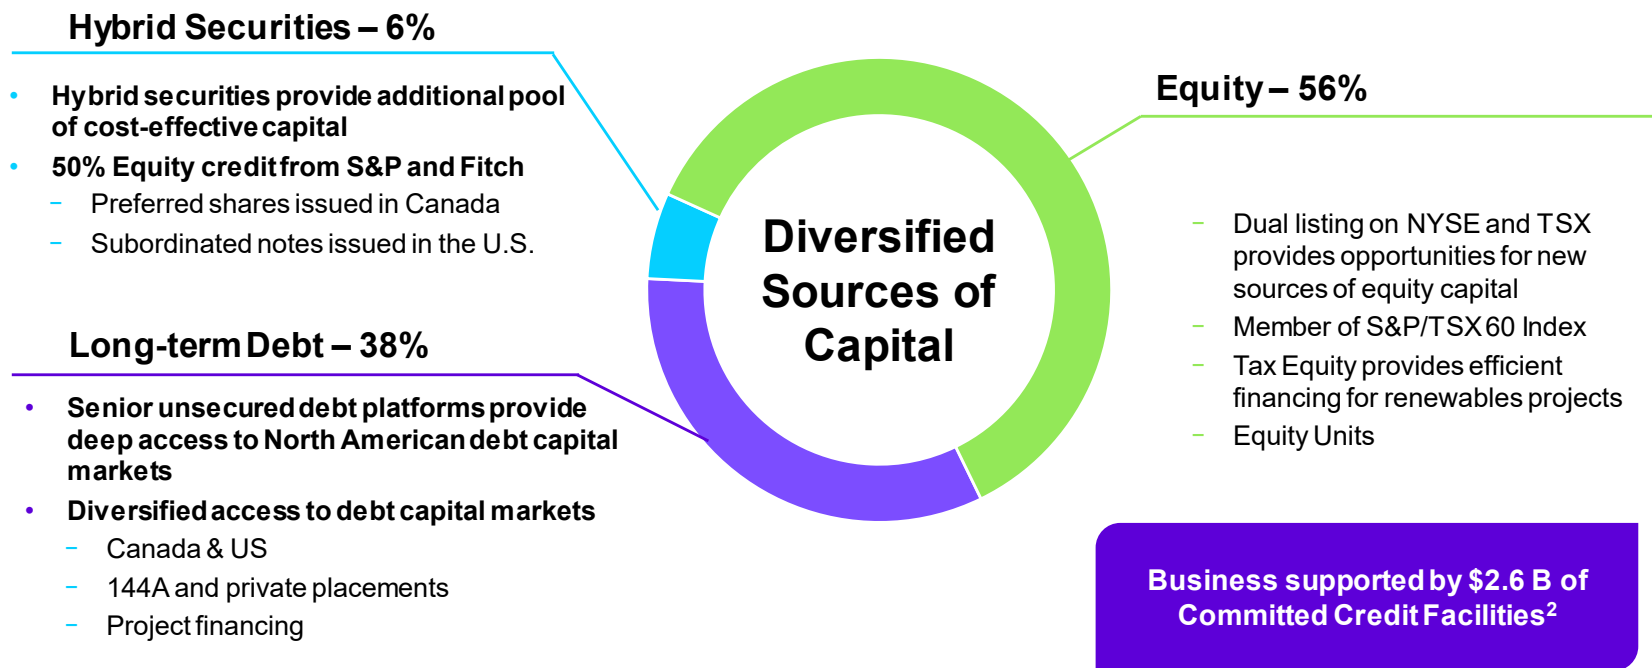 Hybrid Securities – 6%
• Hybrid securities provide additional pool
of cost-effective capital
• 50% Equity credit from S&P and Fitch
– Preferred shares issued in Canada
– Subordinated notes issued in the U.S.
Long-term Debt – 38%
• Senior unsecured debt platforms provide
deep access to North American debt capital
markets
• Diversified access to debt capital markets
– Canada & US
– 144A and private placements
– Project financing
Diversified
Sources of
Capital
Equity – 56%
– Dual listing on NYSE and TSX
provides opportunities for new
sources of equity capital
– Member of S&P/TSX 60 Index
– Tax Equity provides efficient
financing for renewables projects
– Equity Units
Business supported by $2.6 B of
Committed Credit Facilities²